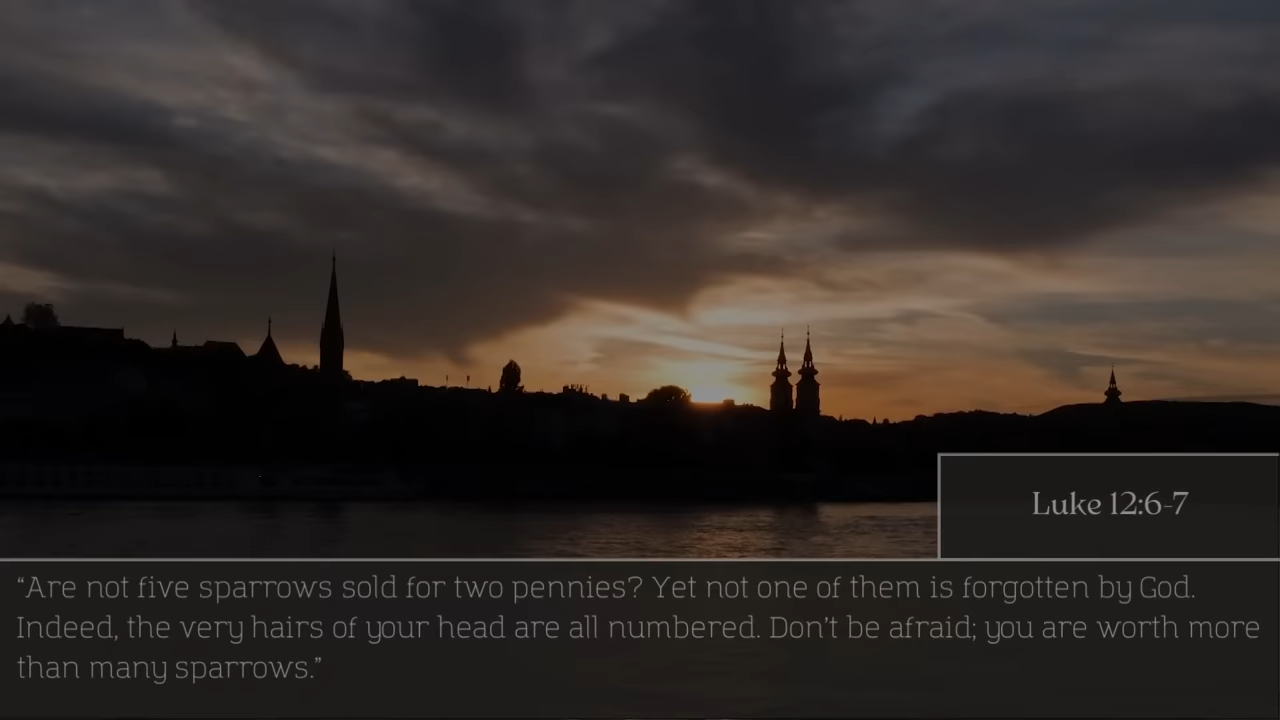 Luke 12:6-7
“Are not five sparrows sold for two pennies? Yet not one of them is forgotten by God.
Indeed, the very hairs of your head are all numbered. Don’t be afraid; you are worth more
than many sparrows.”